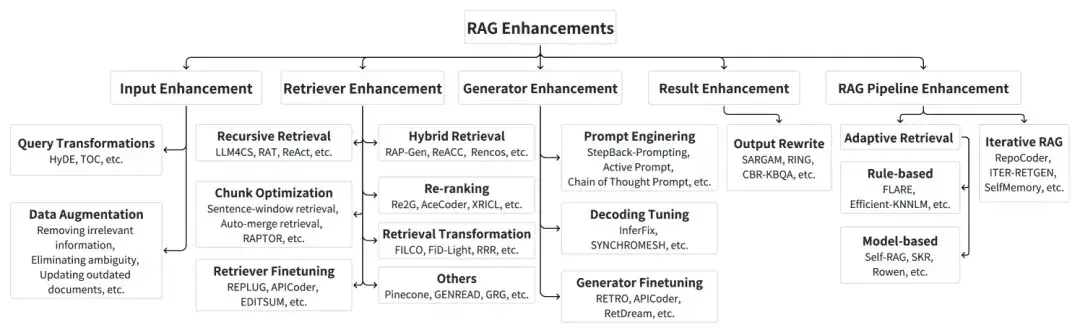 RAG Enhancements
Input Enhancement
Retriever Enhancement
Generator Enhancement
Result Enhancement
RAG Pipeline Enhancement
Query Transformations
HyDE, TOC, etc.
Data Augmentation
Removing irrelevant
information,
Eliminating ambiguity,
Updating outdated
documents, etc.
Recursive Retrieval
LLM4CS, RAT, ReAct, etc.
Chunk Optimization
Sentence-window retrieval,
Auto-merge retrieval,
RAPTOR, etc.
Retriever Finetuning
REPLUG, APICoder,
EDITSUM, etc.
Hybrid Retrieval
RAP-Gen, ReACC, Rencos, etc.
Re-ranking
Re2G, AceCoder, XRICL, etc.
Retrieval Transformation
FILCO, FiD-Light, RRR, etc.
Others
Pinecone, GENREAD, GRG, etc.
Prompt Enginering
StepBack-Prompting,
Active Prompt,
Chain of Thought Prompt, etc.
Decoding Tuning
InferFix,
SYNCHROMESH, etc.
Generator Finetuning
RETRO, APICoder,
RetDream, etc.
Output Rewrite
SARGAM, RING,
CBR-KBQA, etc.
Adaptive Retrieval
Rule-based
FLARE,
Efficient-KNNLM, etc.
Model-based
Self-RAG, SKR,
Rowen, etc.
Iterative RAG
RepoCoder,
ITER-RETGEN,
SelfMemory, etc.